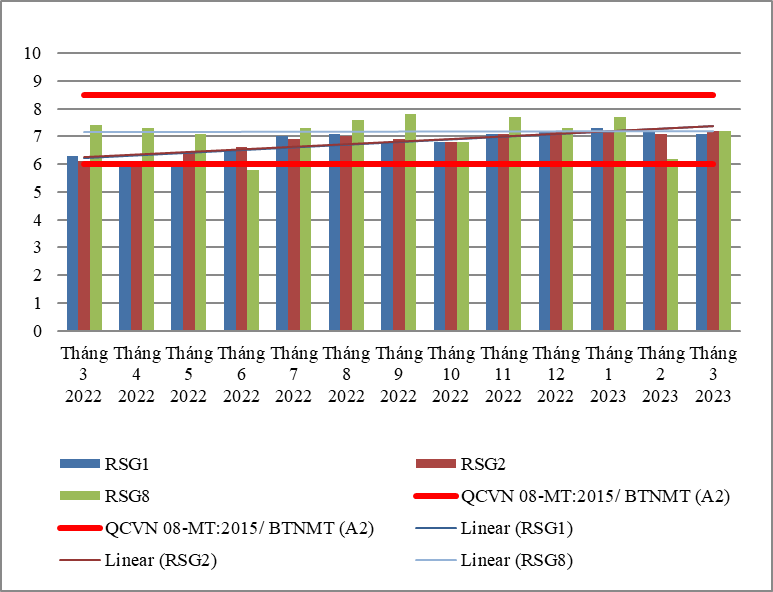 10
9
8
7
6
5
4
3
2
1
0
Tháng Tháng Tháng Tháng Tháng Tháng Tháng Tháng Tháng Tháng Tháng Tháng Tháng
3 4 5 6 7 8 9 10 11 12 1 2 3
2022 2022 2022 2022 2022 2022 2022 2022 2022 2022 2023 2023 2023
RSG1 RSG2
RSG8 QCVN 08-MT:2015/ BTNMT (A2)
QCVN 08-MT:2015/ BTNMT (A2) Linear (RSG1)
Linear (RSG2) Linear (RSG8)